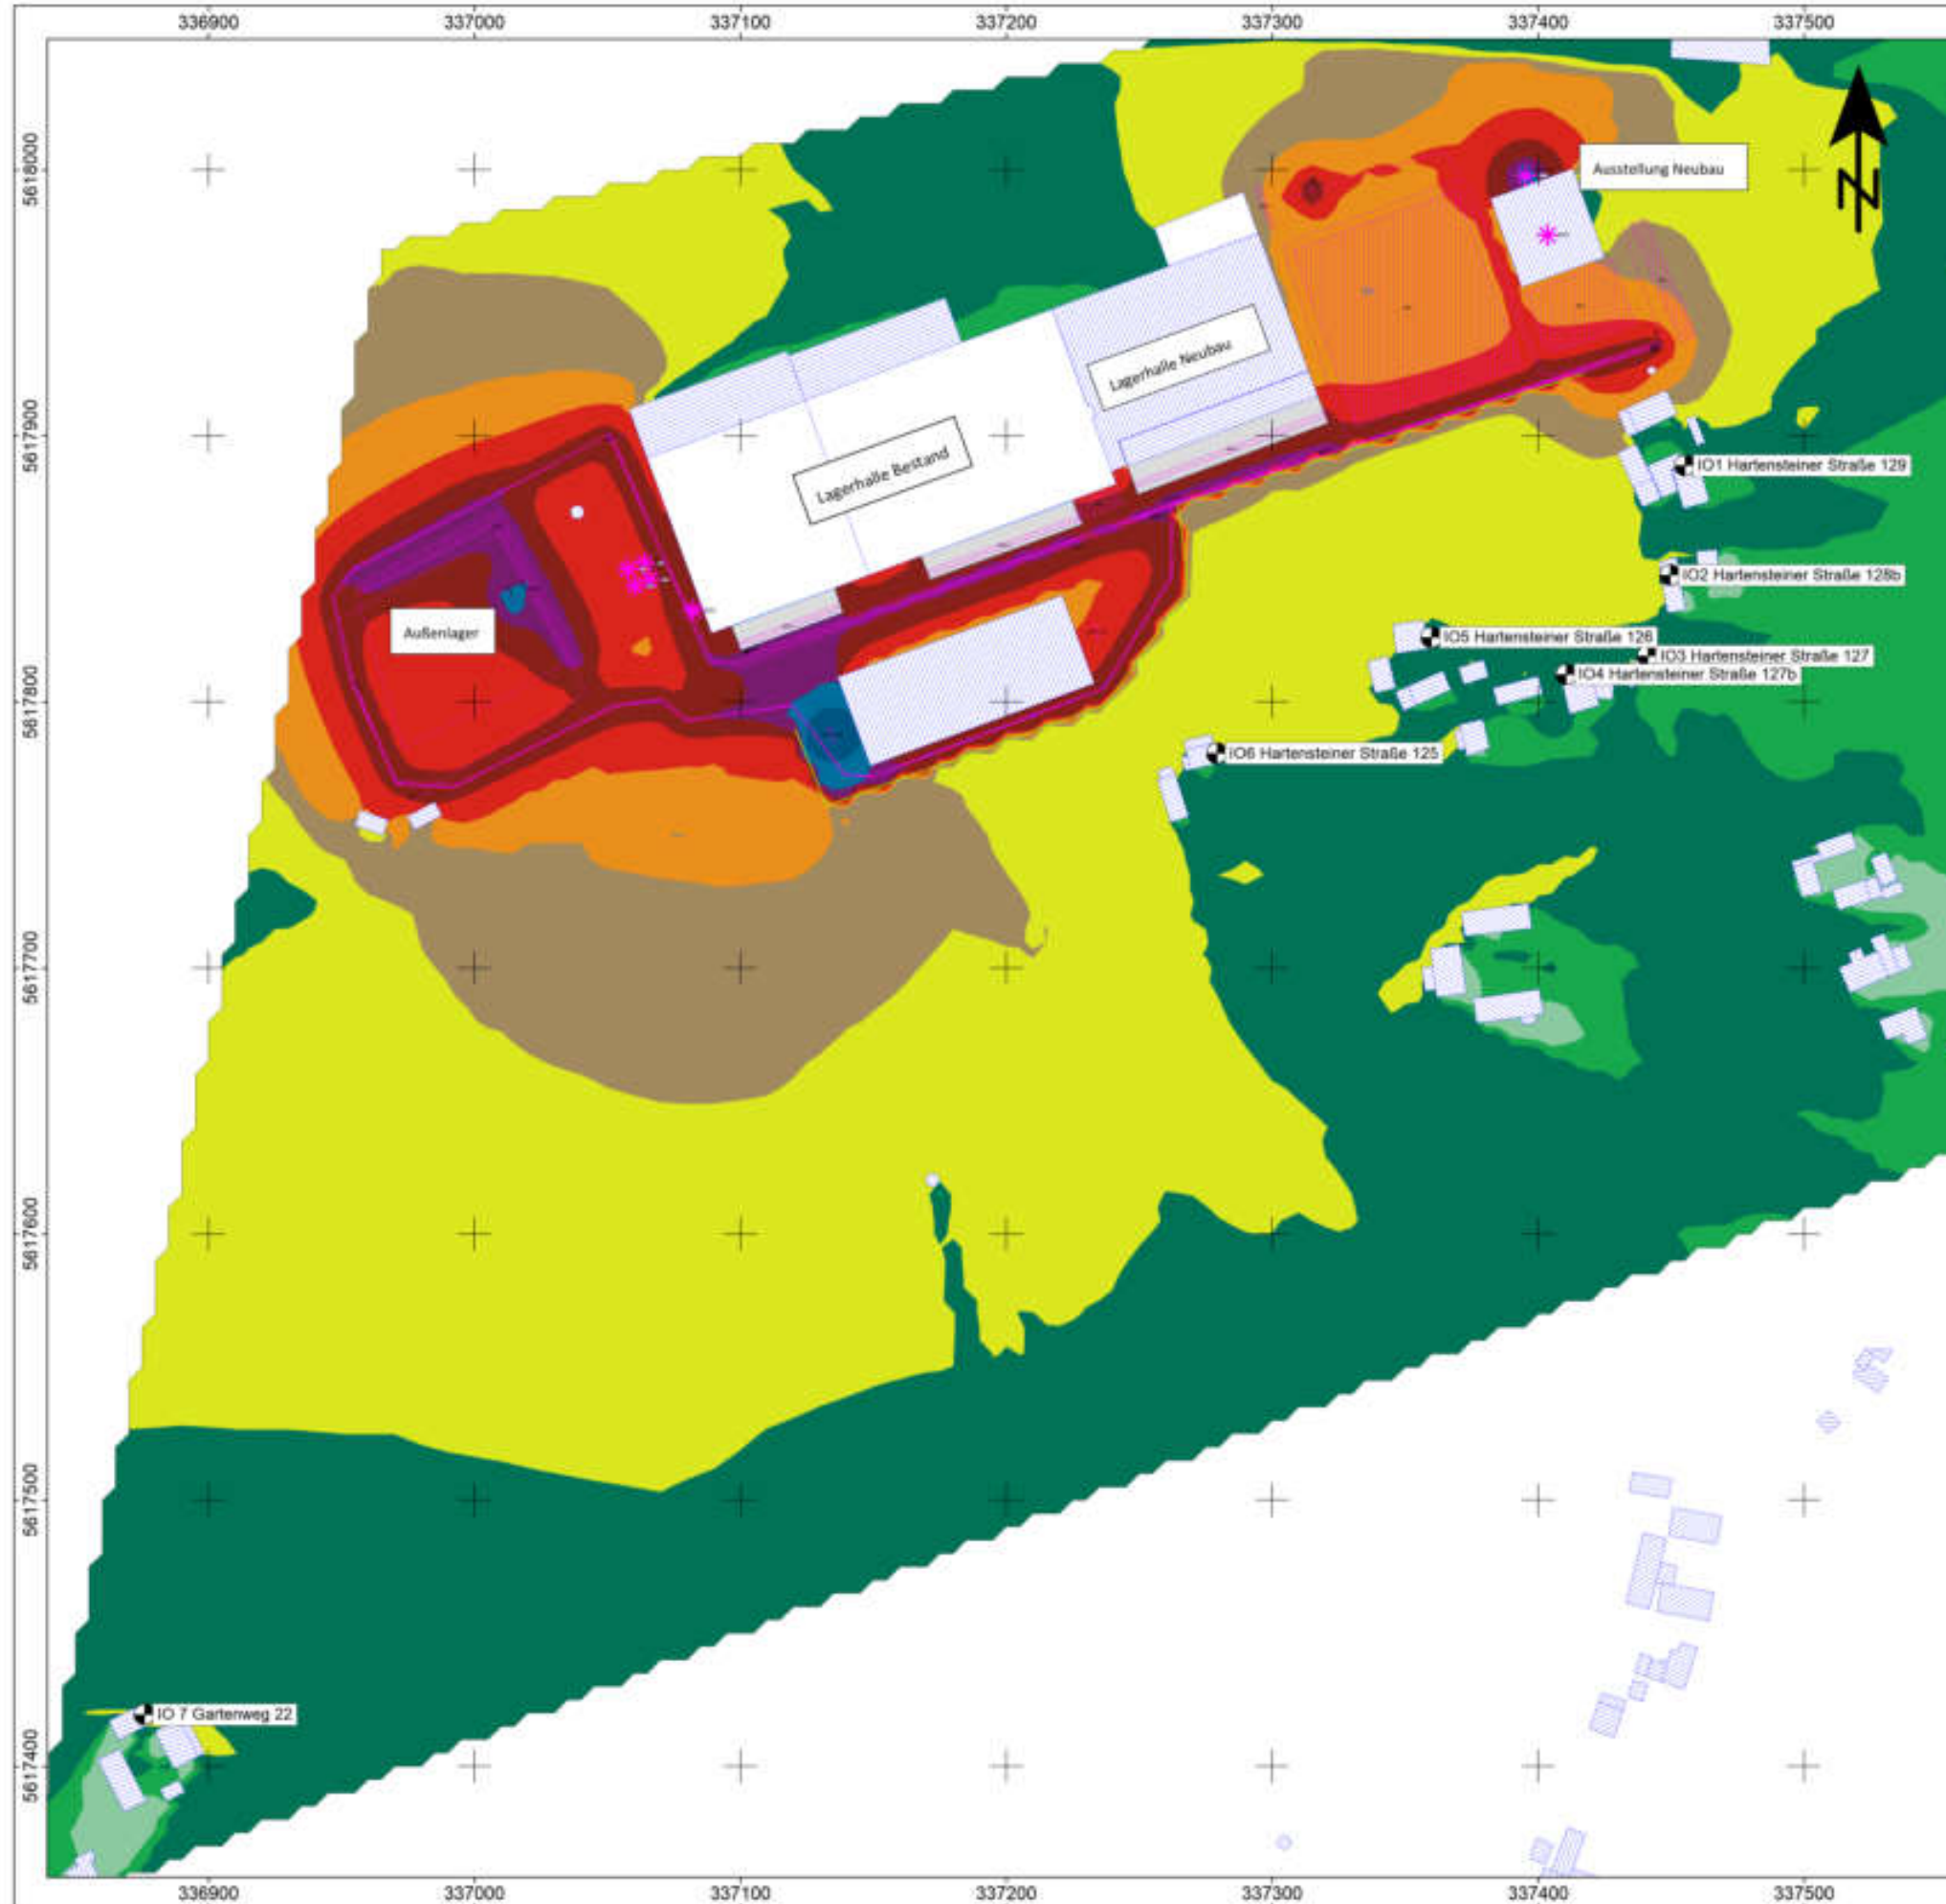 336900 337000 337100 337200 337300 337400 337500
5618000
Ausstellung Neubau
N
Lagerhalle Neubau
5617900
Lagerhalle Bestand
IO1 Hartensteiner Straße 129
IO2 Hartensteiner Straße 128b
Außenlager
IO5 Hartensteiner Straße 126
IO3 Hartensteiner Straße 127
IO4 Hartensteiner Straße 127b
5617800
IO6 Hartensteiner Straße 125
5617700
5617600
5617500
IO 7 Gartenweg 22
5617400
336900 337000 337100 337200 337300 337400 337500